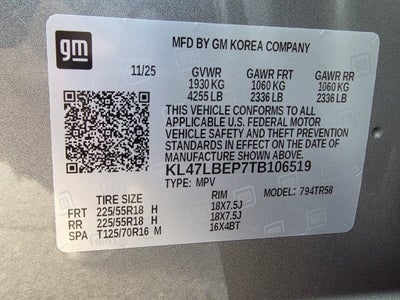 gm
MFD BY GM KOREA COMPANY
11/25 GVWR GAWR FRT GAWR RR
1930 KG 1060 KG 1060 KG
4255 LB 2336 LB 2336 LB
THIS VEHICLE CONFORMS TO ALL
APPLICABLE U.S. FEDERAL MOTOR
VEHICLE SAFETY AND THEFT PREVENTION
STANDARDS IN EFFECT ON THE DATE OF
MANUFACTURE SHOWN ABOVE.
KL47LBEP7TB106519
TYPE: MPV MODEL: 794TR58
TIRE SIZE RIM
FRT 225/55R18 H 18X7.5J
RR 225/55R18 H 18X7.5J
SPA T125/70R16 M 16X4BT